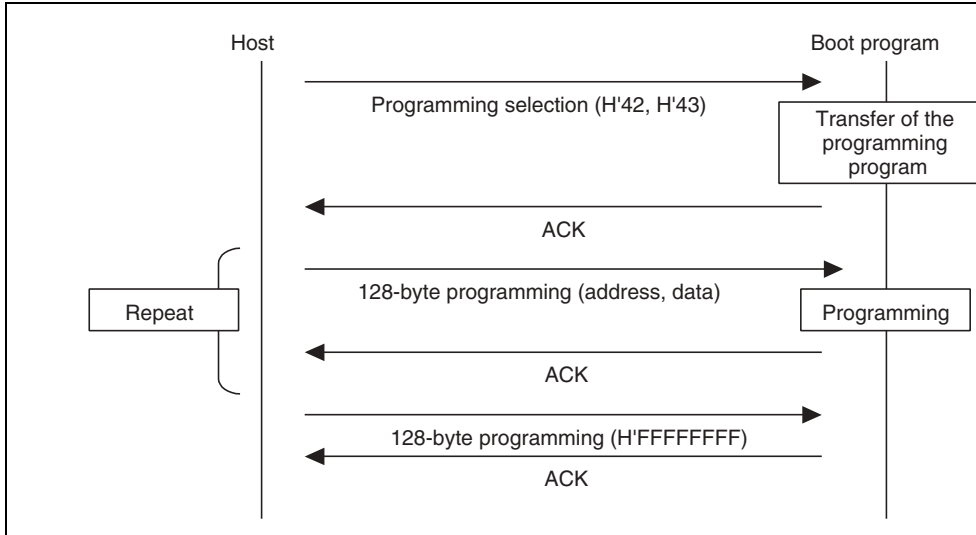 Host
Boot program
Programming selection (H'42, H'43)
Transfer of the
programming
program
ACK
128-byte programming (address, data)
Repeat
Programming
ACK
128-byte programming (H'FFFFFFFF)
ACK